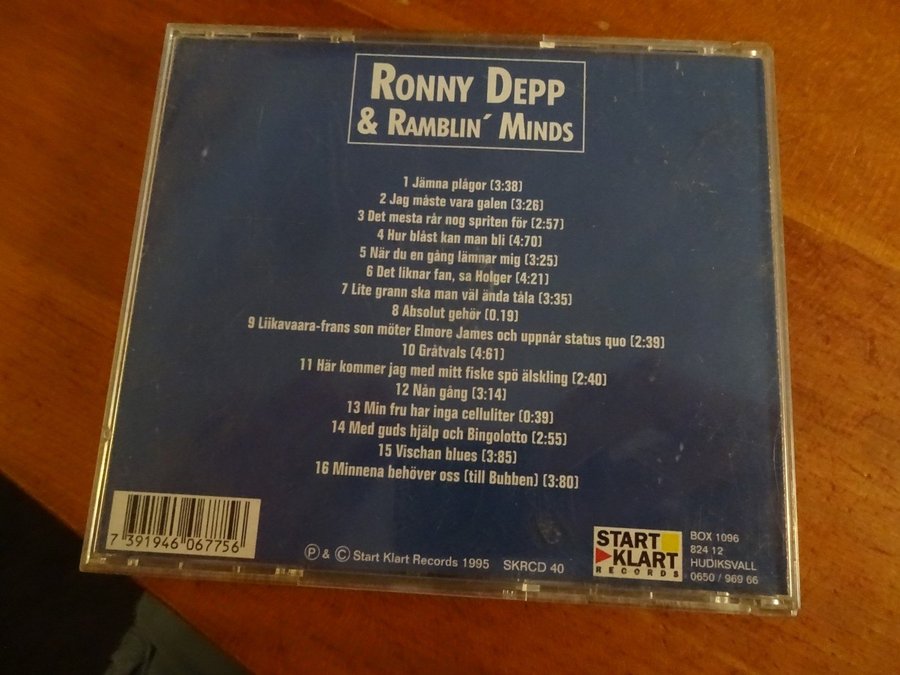 RONNY DEPP
& RAMBLIN´ MINDS
1 Jämna plågor (3:38)
2 Jag måste vara galen (3:26)
3 Det mesta rår nog spriten för (2:57)
4 Hur blåst kan man bli (4:70)
5 När du en gång lämnar mig (3:25)
6 Det liknar fan, sa Holger (4:21)
7 Lite grann ska man väl ända tåla (3:35)
8 Absolut gehör (0.19)
9 Liikavaara-frans son möter Elmore James och uppnår status quo (2:39)
10 Gråtvals (4:61)
11 Här kommer jag med mitt fiske spö älskling (2:40)
12 Nån gång (3:14)
13 Min fru har inga celluliter (0:39)
14 Med guds hjälp och Bingolotto (2:55)
15 Vischan blues (3:85)
16 Minnena behöver oss (till Bubben) (3:80)
7 391946 067756
Ⓟ & © Start Klart Records 1995 SKRCD 40
START
KLART
RECORDS
BOX 1096
824 12
HUDIKSVALL
0650 / 969 66